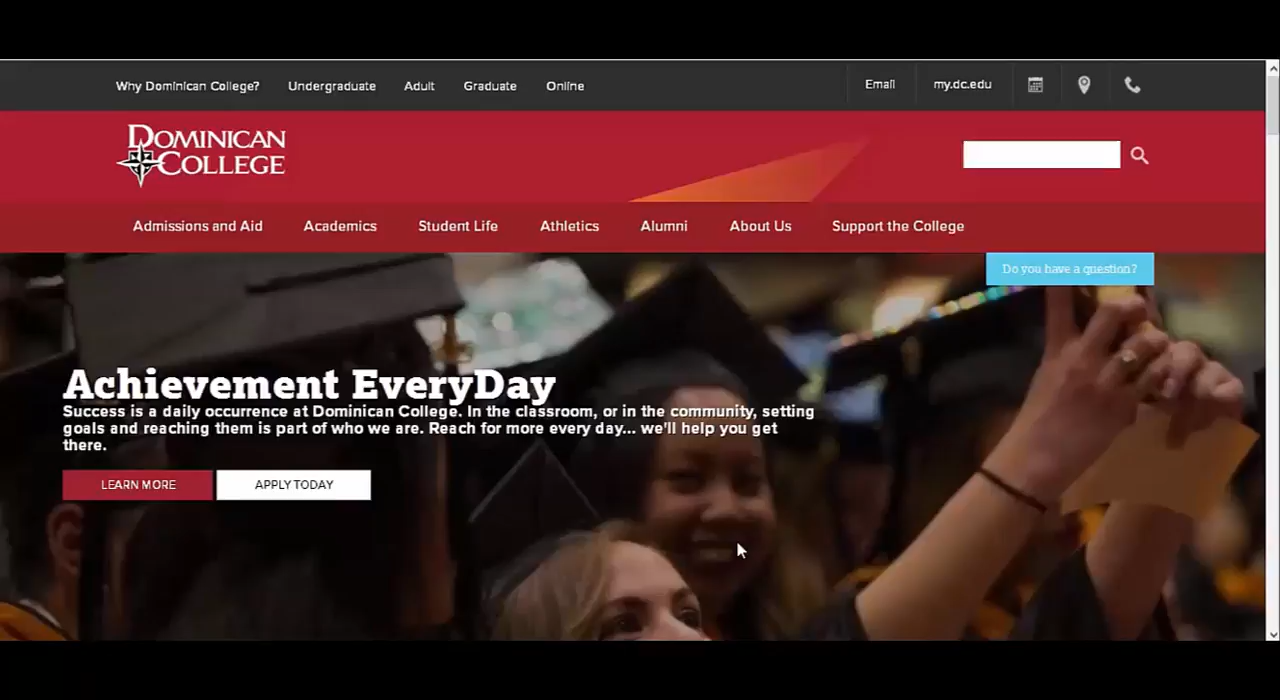 Why Dominican College? Undergraduate Adult Graduate Online Email my.dc.edu
DOMINICAN
COLLEGE
Admissions and Aid Academics Student Life Athletics Alumni About Us Support the College
Do you have a question?
Achievement EveryDay
Success is a daily occurrence at Dominican College. In the classroom, or in the community, setting
goals and reaching them is part of who we are. Reach for more every day... we'll help you get
there.
LEARN MORE APPLY TODAY